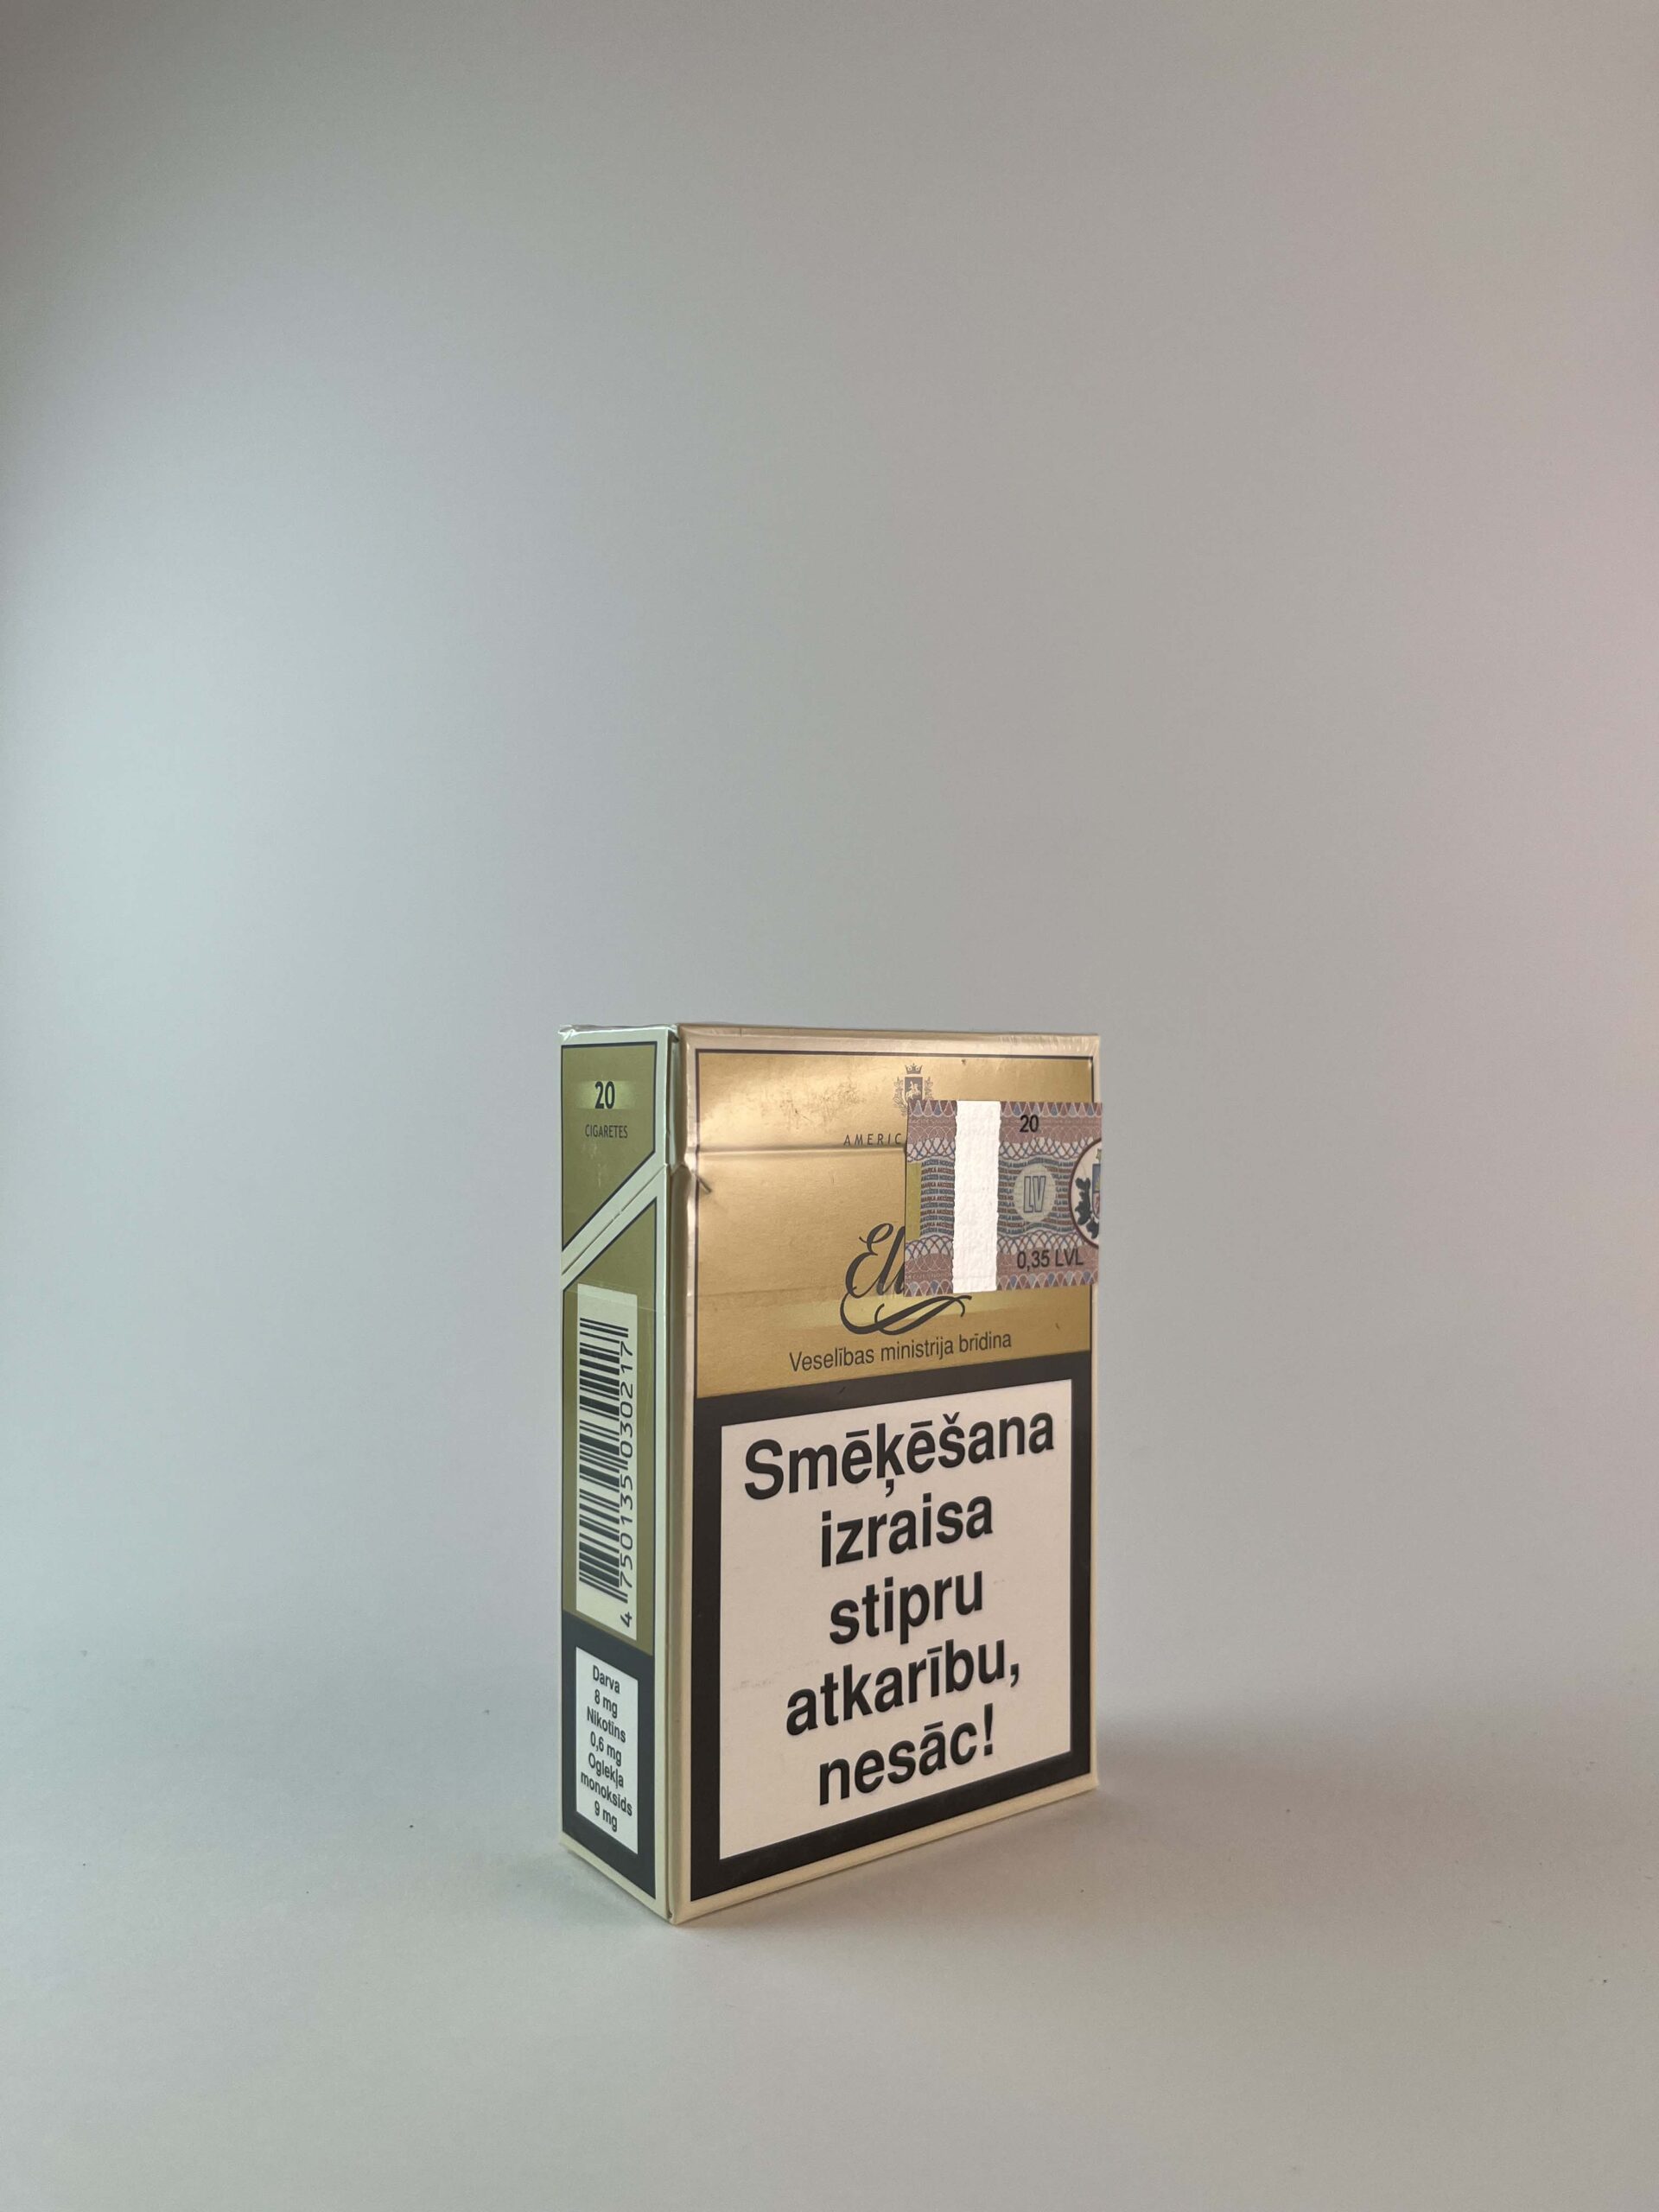 20
CIGARETES
4 750135 030217
Darva
8 mg
Nikotīns
0,6 mg
Oglekļa
monoksīds
9 mg
20
LV
0,35 LVL
Veselības ministrija brīdina
Smēķēšana
izraisa
stipru
atkarību,
nesāc!